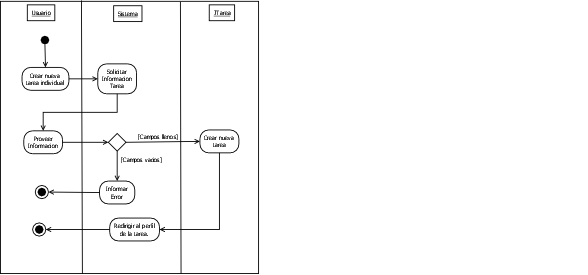 Usuario
Sistema
TTarea
Crear nueva
tarea individual
Solicitar
Informacion
Tarea
Proveer
Informacion
[Campos llenos]
Crear nueva
tarea
[Campos vacios]
Informar
Error
Redirigir al perfil
de la tarea.